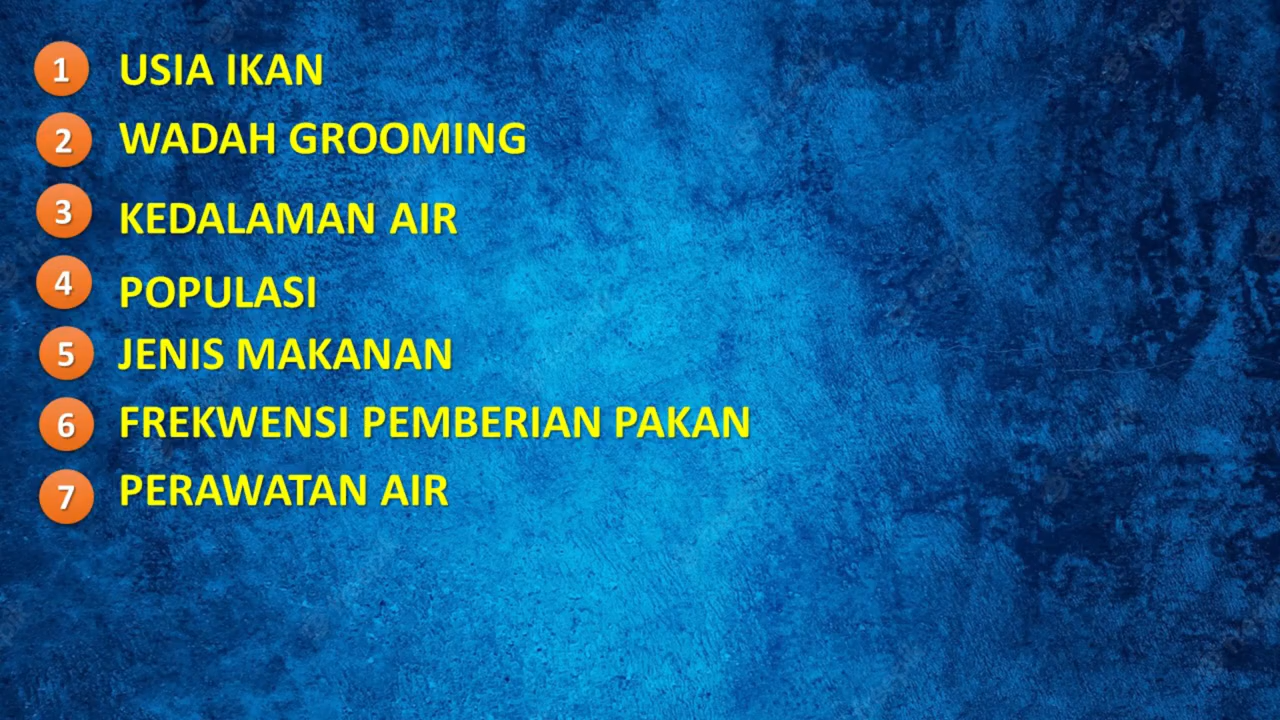 1 USIA IKAN
2 WADAH GROOMING
3 KEDALAMAN AIR
4 POPULASI
5 JENIS MAKANAN
6 FREKWENSI PEMBERIAN PAKAN
7 PERAWATAN AIR